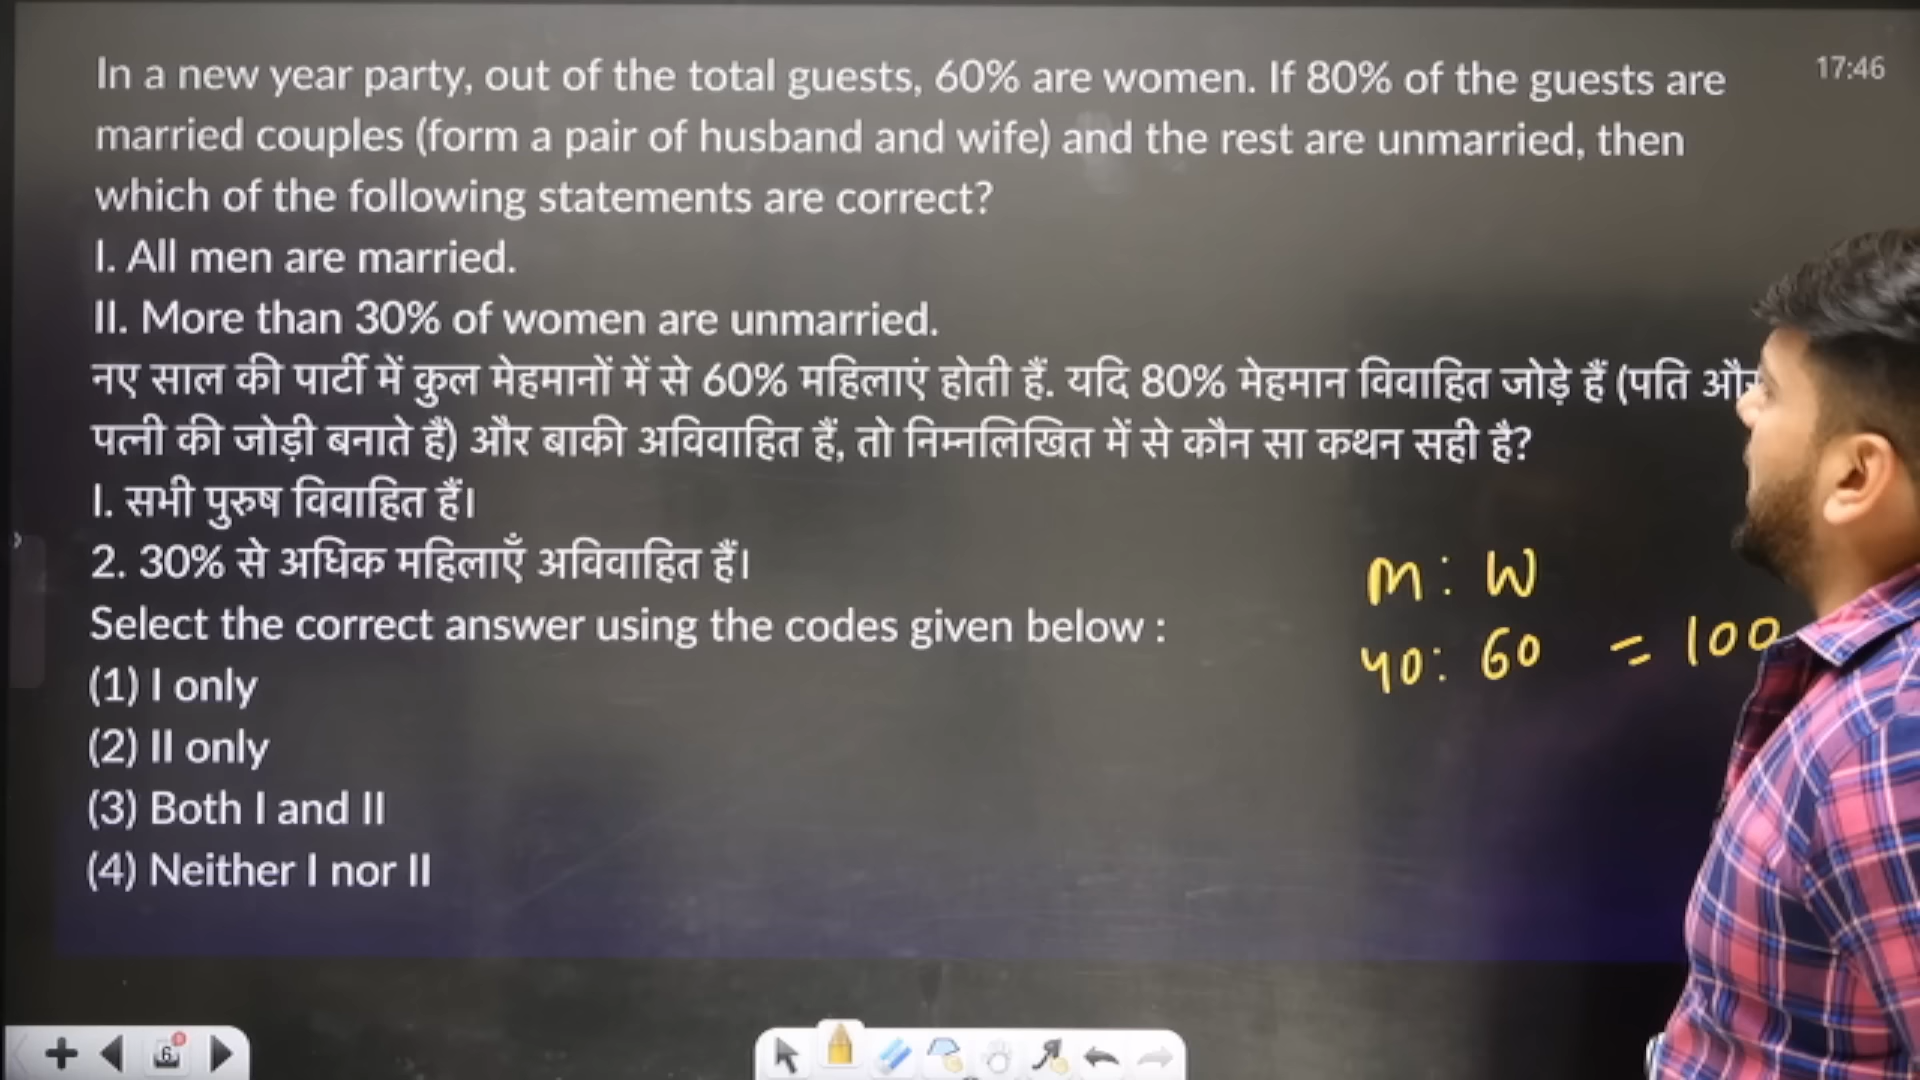 In a new year party, out of the total guests, 60% are women. If 80% of the guests are
17:46
married couples (form a pair of husband and wife) and the rest are unmarried, then
which of the following statements are correct?
I. All men are married.
II. More than 30% of women are unmarried.
नए साल की पार्टी में कुल मेहमानों में से 60% महिलाएं होती हैं. यदि 80% मेहमान विवाहित जोड़े हैं (पति और
पत्नी की जोड़ी बनाते हैं) और बाकी अविवाहित हैं, तो निम्नलिखित में से कौन सा कथन सही है?
I. सभी पुरुष विवाहित हैं।
2. 30% से अधिक महिलाएँ अविवाहित हैं।
M : W
Select the correct answer using the codes given below :
40 : 60 = 100
(1) I only
(2) II only
(3) Both I and II
(4) Neither I nor II
6